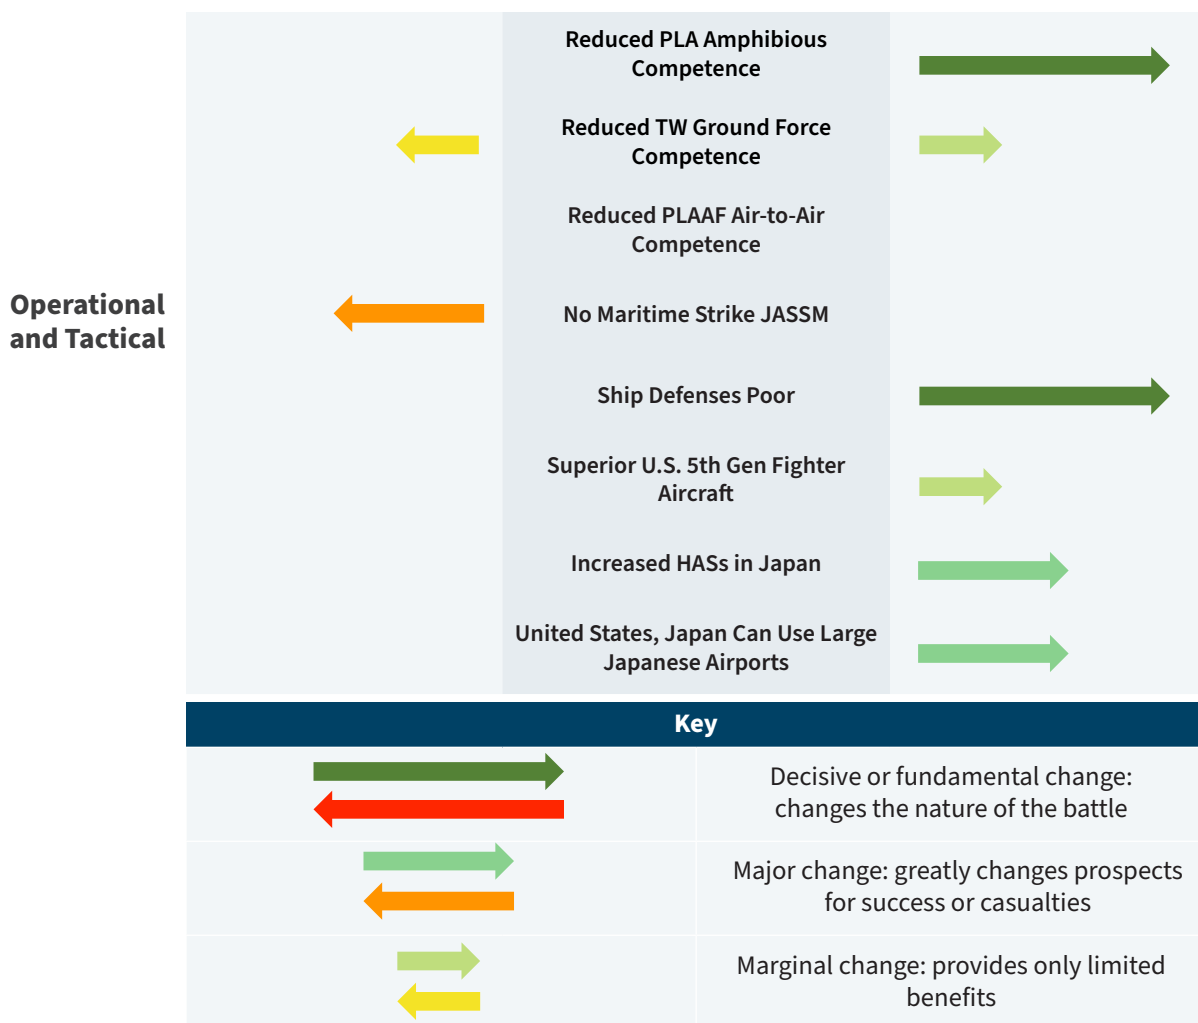 Operational
and Tactical
Reduced PLA Amphibious
Competence
Reduced TW Ground Force
Competence
Reduced PLAAF Air-to-Air
Competence
No Maritime Strike JASSM
Ship Defenses Poor
Superior U.S. 5th Gen Fighter
Aircraft
Increased HASs in Japan
United States, Japan Can Use Large
Japanese Airports
Key
Decisive or fundamental change:
changes the nature of the battle
Major change: greatly changes prospects
for success or casualties
Marginal change: provides only limited
benefits